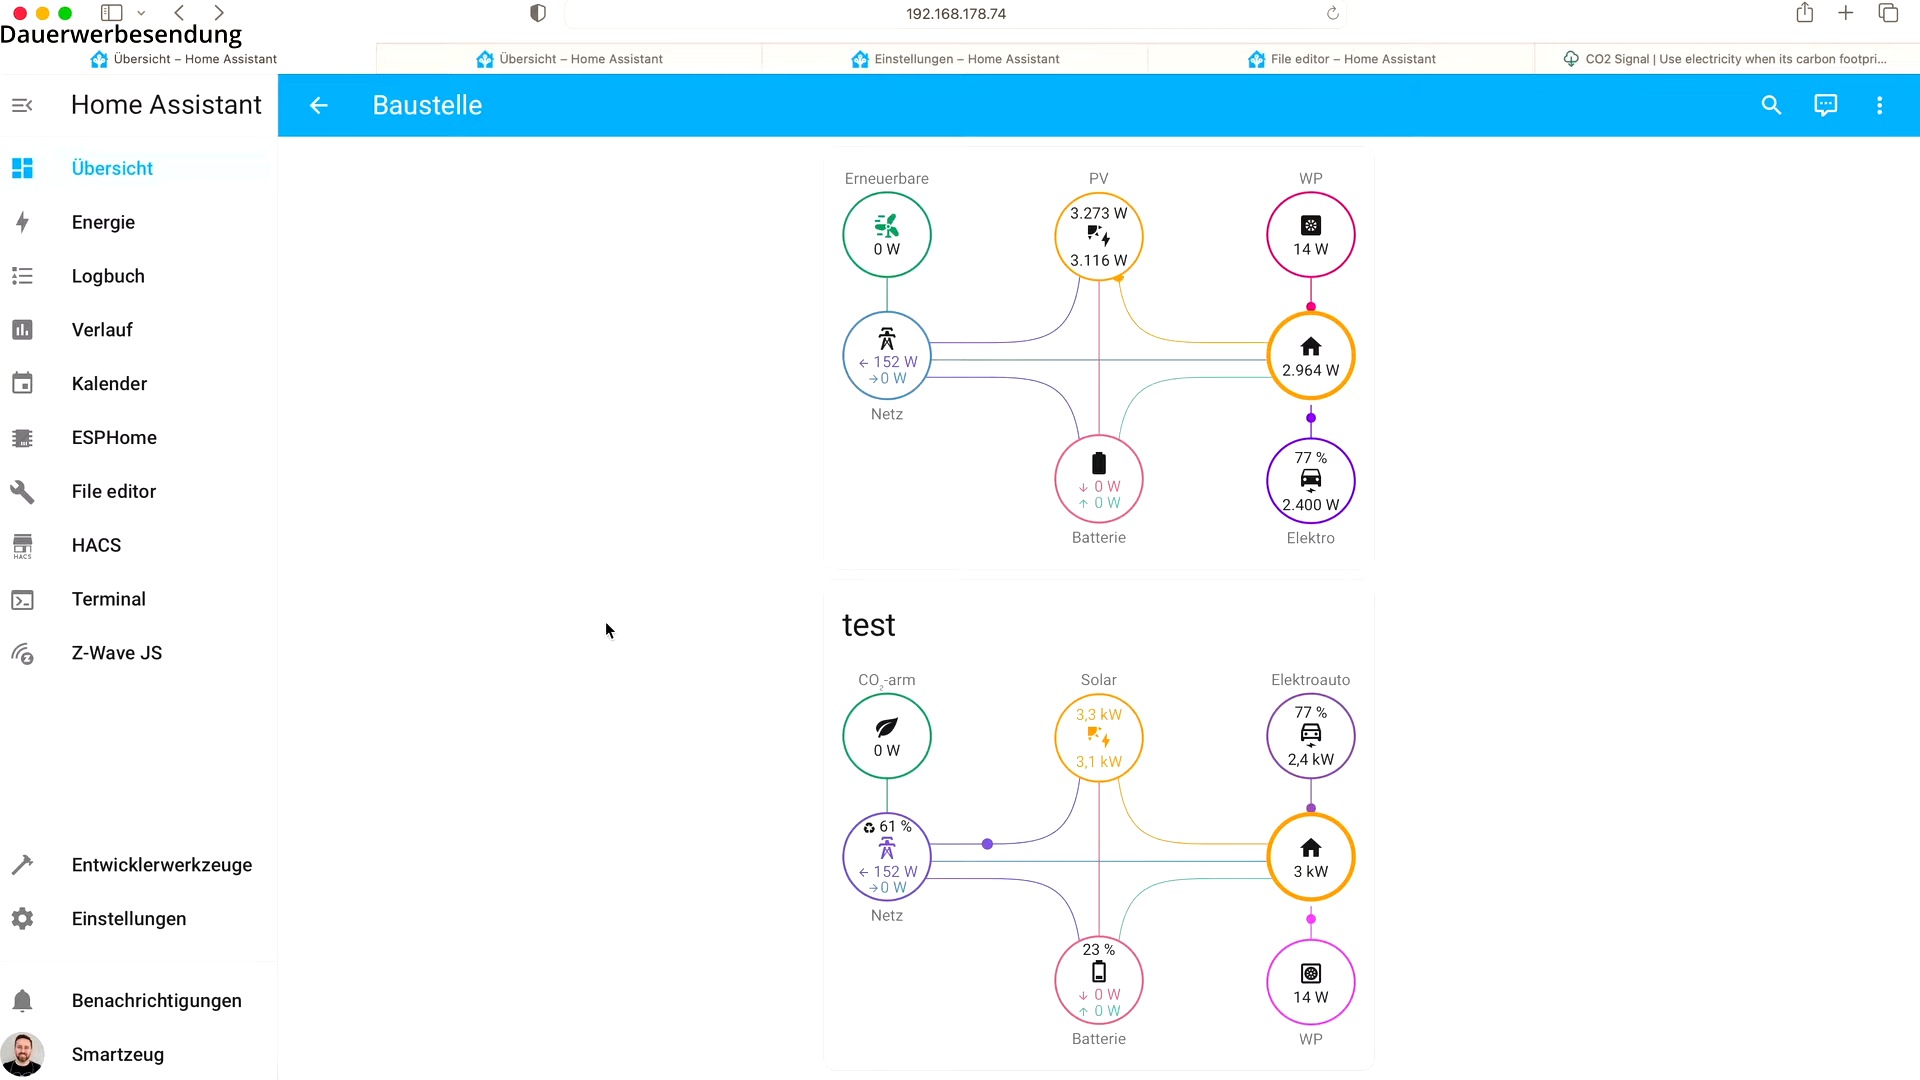 192.168.178.74
Dauerwerbesendung
Übersicht – Home Assistant
Übersicht – Home Assistant
Einstellungen – Home Assistant
File editor – Home Assistant
CO2 Signal | Use electricity when its carbon footpri...
Home Assistant
Baustelle
Übersicht
Energie
Logbuch
Verlauf
Kalender
ESPHome
File editor
HACS
HACS
Terminal
Z-Wave JS
Entwicklerwerkzeuge
Einstellungen
Benachrichtigungen
Smartzeug
Erneuerbare
PV
WP
0 W
3.273 W
3.116 W
14 W
← 152 W
→0 W
Netz
2.964 W
↓ 0 W
↑ 0 W
Batterie
77 %
2.400 W
Elektro
test
CO2-arm
Solar
Elektroauto
0 W
3,3 kW
3,1 kW
77 %
2,4 kW
61 %
← 152 W
→0 W
Netz
3 kW
23 %
↓ 0 W
↑ 0 W
Batterie
14 W
WP